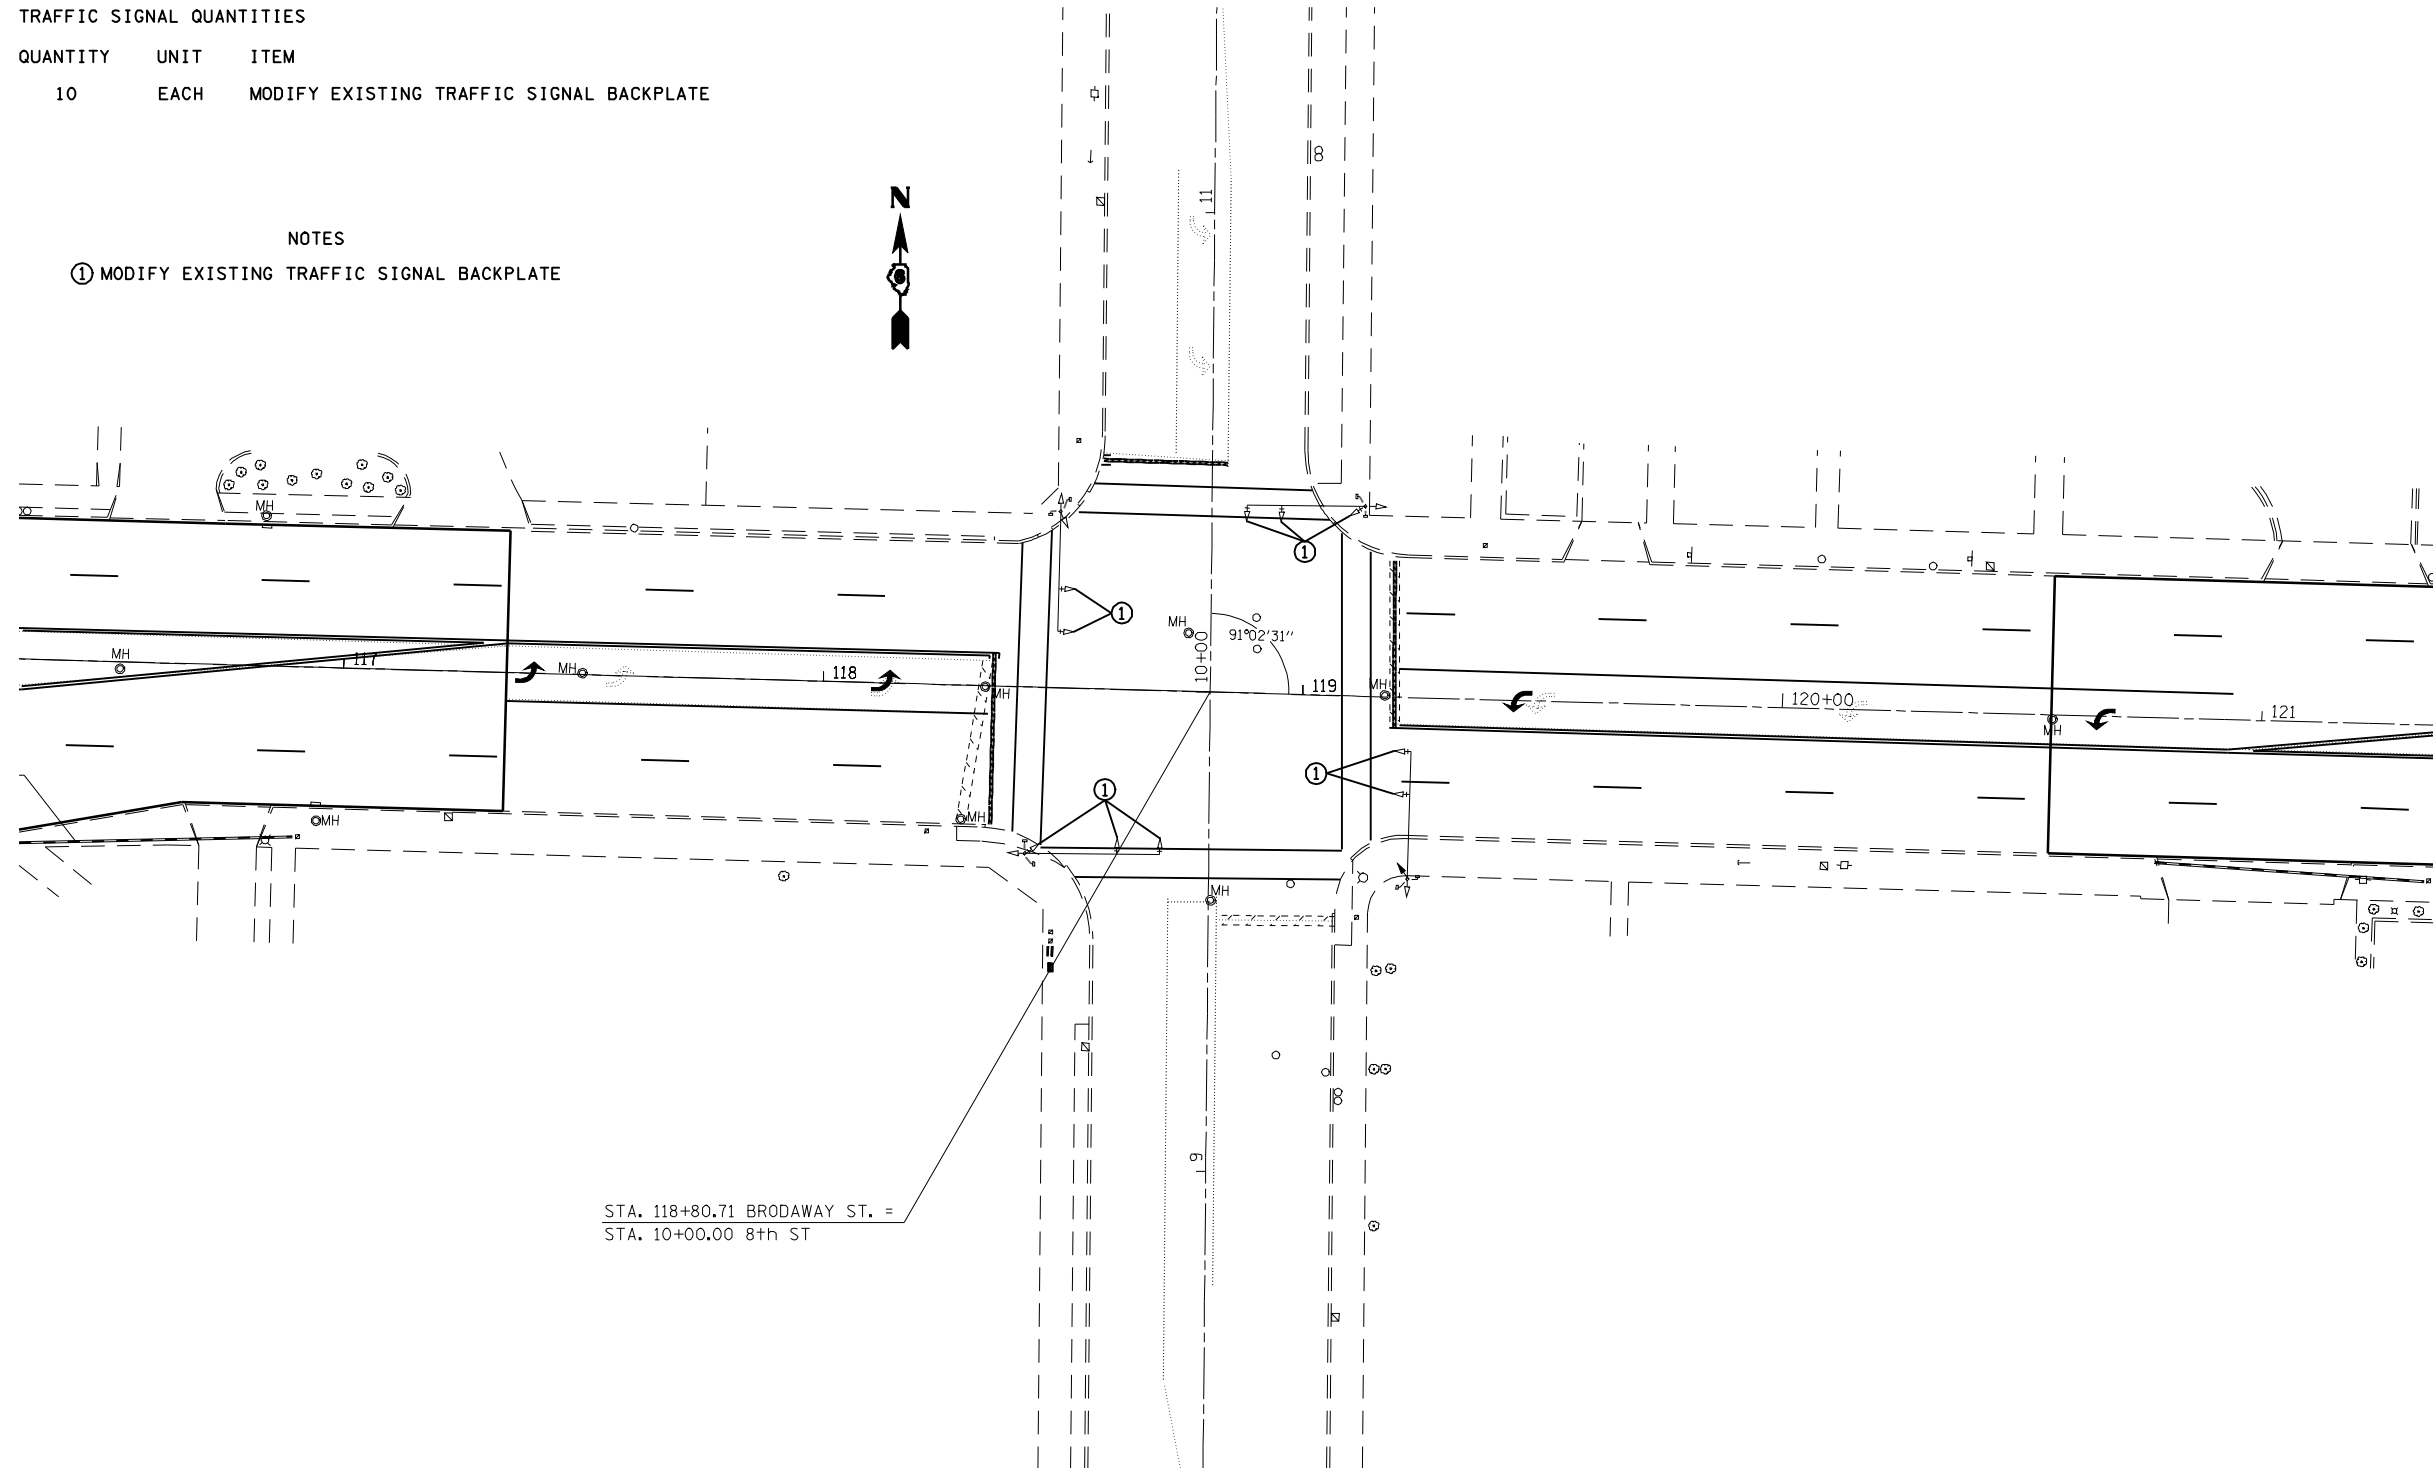 TRAFFIC SIGNAL QUANTITIES
QUANTITY UNIT ITEM
10 EACH MODIFY EXISTING TRAFFIC SIGNAL BACKPLATE
NOTES
1 MODIFY EXISTING TRAFFIC SIGNAL BACKPLATE
N
6
11
MH
1
1
MH
91°02'31"
10+00
MH
117
MH
118
MH
119
MH
120+00
121
MH
1
1
MH
MH
MH
9
STA. 118+80.71 BRODAWAY ST. =
STA. 10+00.00 8th ST